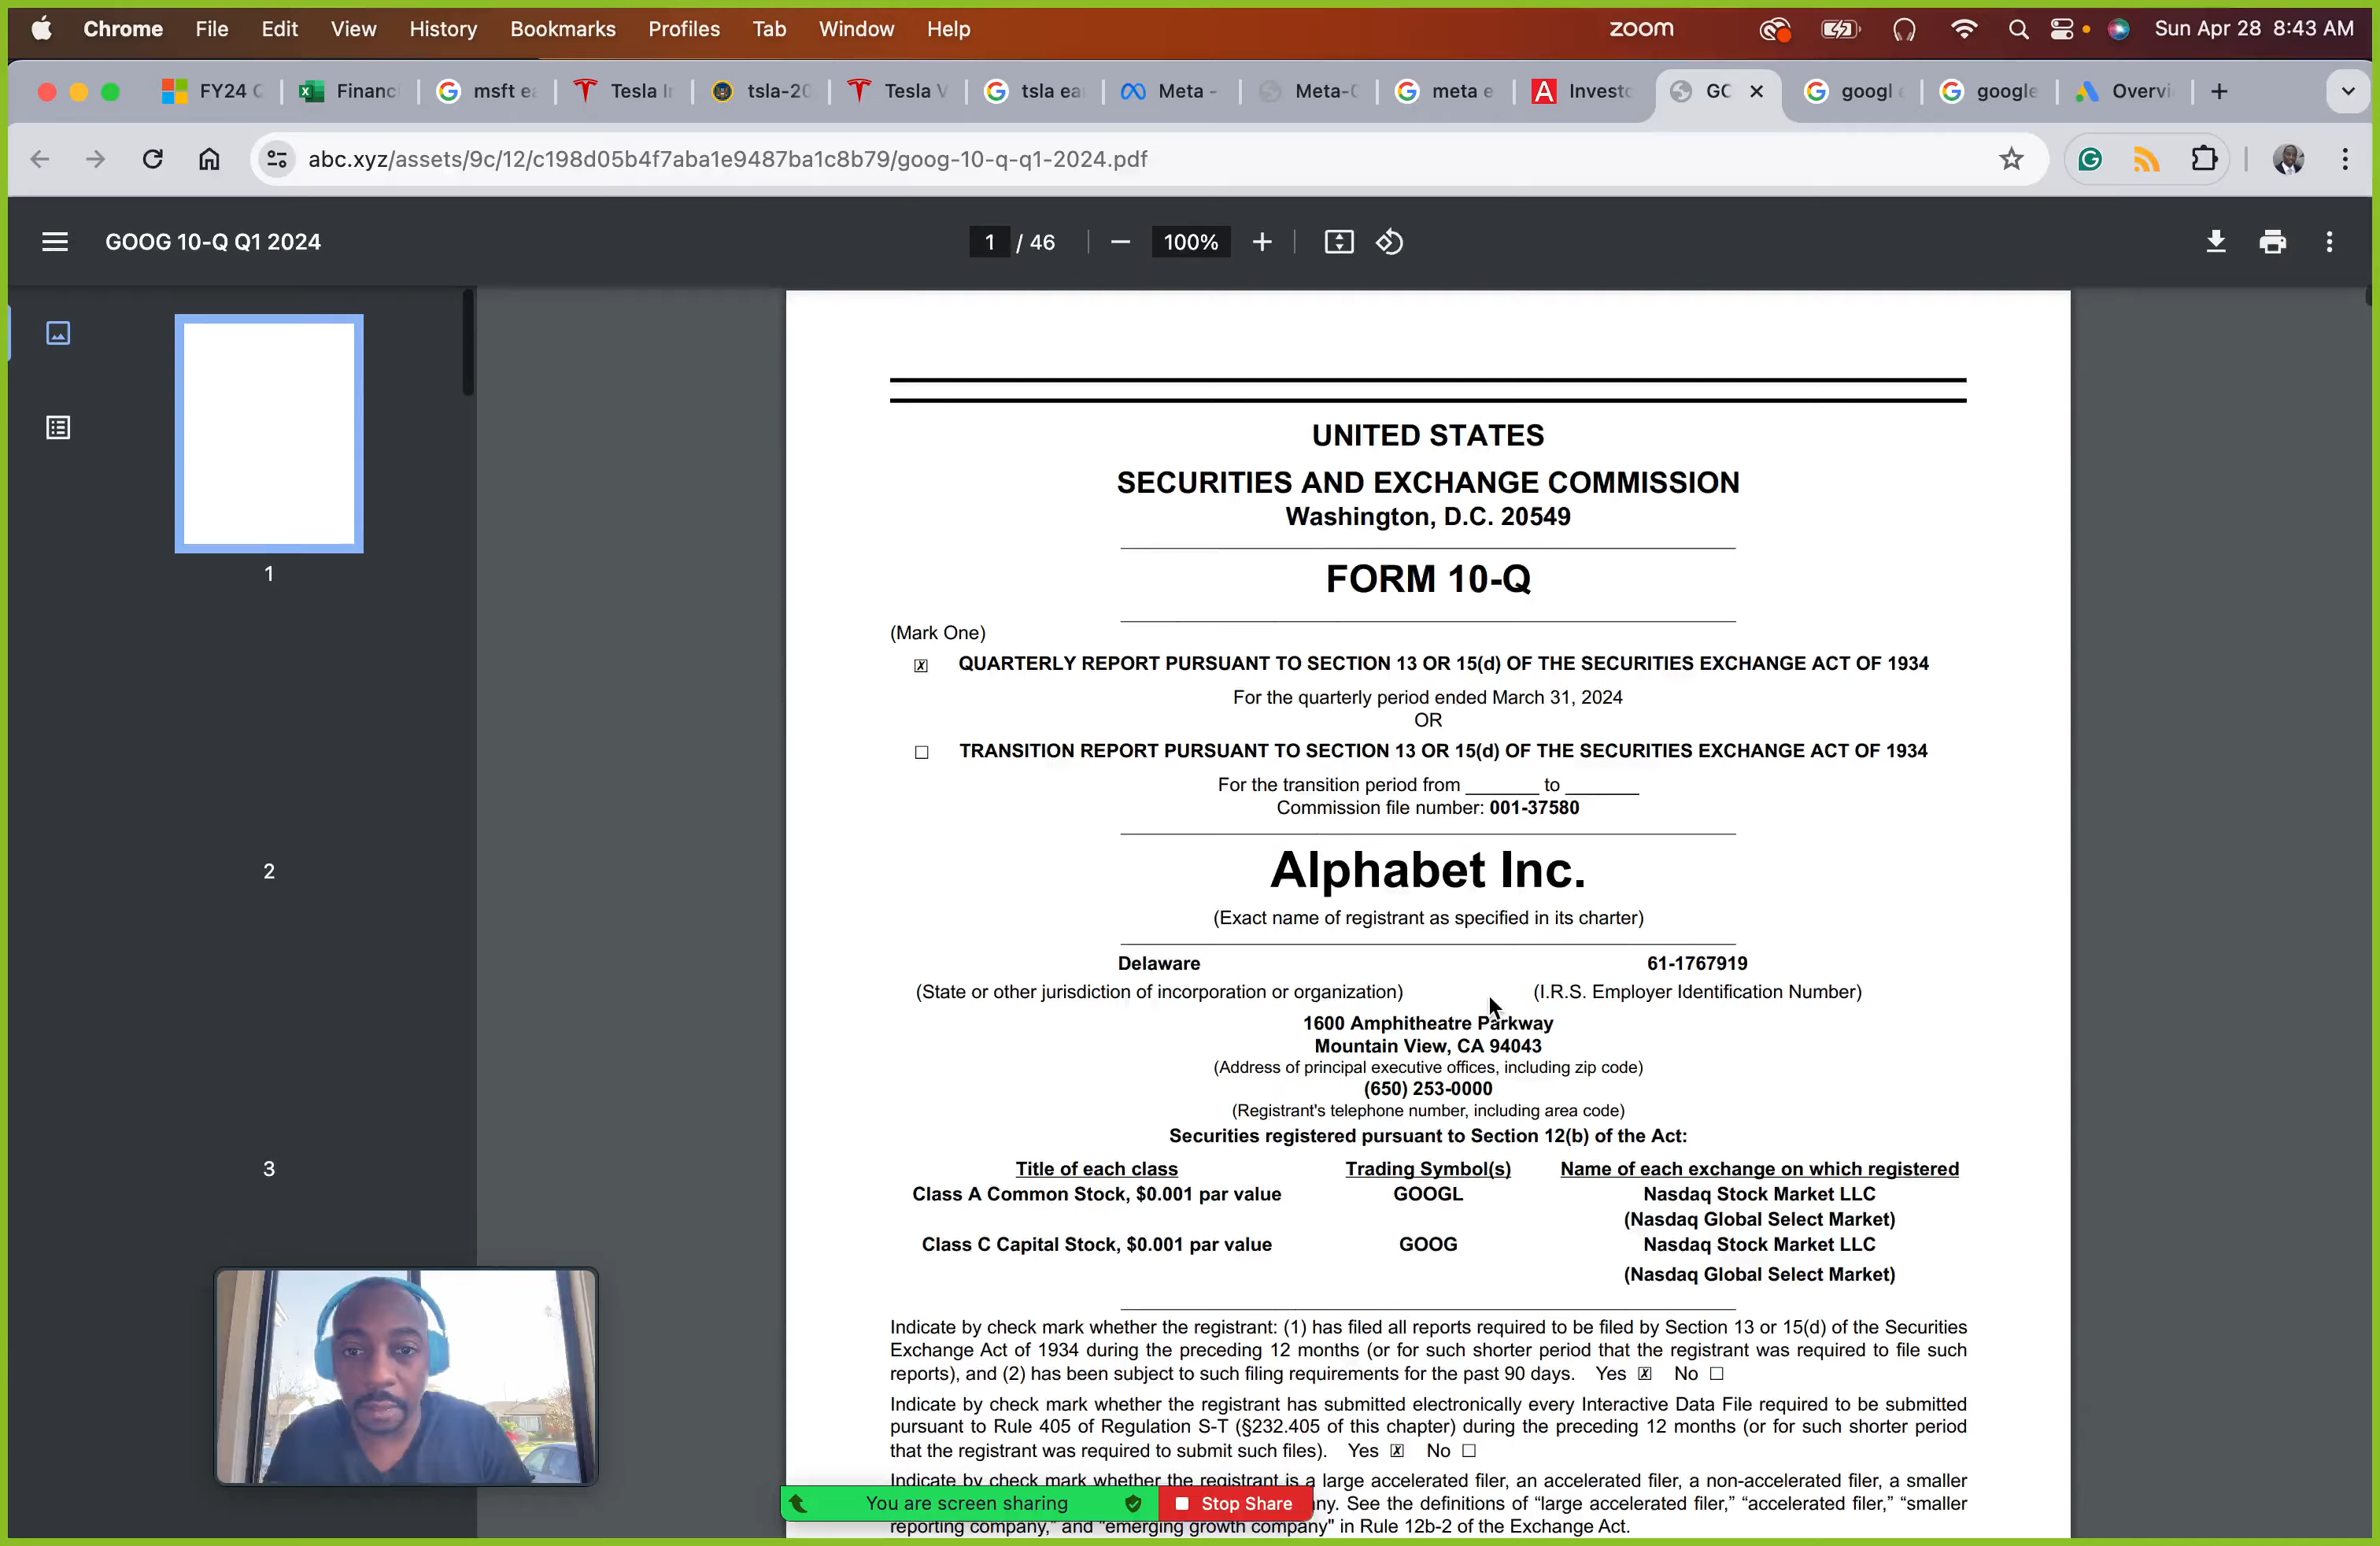 Chrome File Edit View History Bookmarks Profiles Tab Window Help zoom Sun Apr 28 8:43 AM
FY24 Financ msft ea Tesla tsla-20 Tesla V tsla ea Meta - Meta- meta e Investo GO googl google Overvi
abc.xyz/assets/9c/12/c198d05b4f7aba1e9487ba1c8b79/goog-10-q-q1-2024.pdf
GOOG 10-Q Q1 2024 1 / 46 100%
1
2
3
UNITED STATES
SECURITIES AND EXCHANGE COMMISSION
Washington, D.C. 20549
FORM 10-Q
(Mark One)
☒ QUARTERLY REPORT PURSUANT TO SECTION 13 OR 15(d) OF THE SECURITIES EXCHANGE ACT OF 1934
For the quarterly period ended March 31, 2024
OR
☐ TRANSITION REPORT PURSUANT TO SECTION 13 OR 15(d) OF THE SECURITIES EXCHANGE ACT OF 1934
For the transition period from _______ to _______
Commission file number: 001-37580
Alphabet Inc.
(Exact name of registrant as specified in its charter)
Delaware 61-1767919
(State or other jurisdiction of incorporation or organization) (I.R.S. Employer Identification Number)
1600 Amphitheatre Parkway
Mountain View, CA 94043
(Address of principal executive offices, including zip code)
(650) 253-0000
(Registrant's telephone number, including area code)
Securities registered pursuant to Section 12(b) of the Act:
Title of each class Trading Symbol(s) Name of each exchange on which registered
Class A Common Stock, $0.001 par value GOOGL Nasdaq Stock Market LLC
(Nasdaq Global Select Market)
Class C Capital Stock, $0.001 par value GOOG Nasdaq Stock Market LLC
(Nasdaq Global Select Market)
Indicate by check mark whether the registrant: (1) has filed all reports required to be filed by Section 13 or 15(d) of the Securities
Exchange Act of 1934 during the preceding 12 months (or for such shorter period that the registrant was required to file such
reports), and (2) has been subject to such filing requirements for the past 90 days. Yes ☒ No ☐
Indicate by check mark whether the registrant has submitted electronically every Interactive Data File required to be submitted
pursuant to Rule 405 of Regulation S-T (§232.405 of this chapter) during the preceding 12 months (or for such shorter period
that the registrant was required to submit such files). Yes ☒ No ☐
Indicate by check mark whether the registrant is a large accelerated filer, an accelerated filer, a non-accelerated filer, a smaller
You are screen sharing Stop Share ny. See the definitions of “large accelerated filer,” “accelerated filer,” “smaller
reporting company,” and "emerging growth company" in Rule 12b-2 of the Exchange Act.